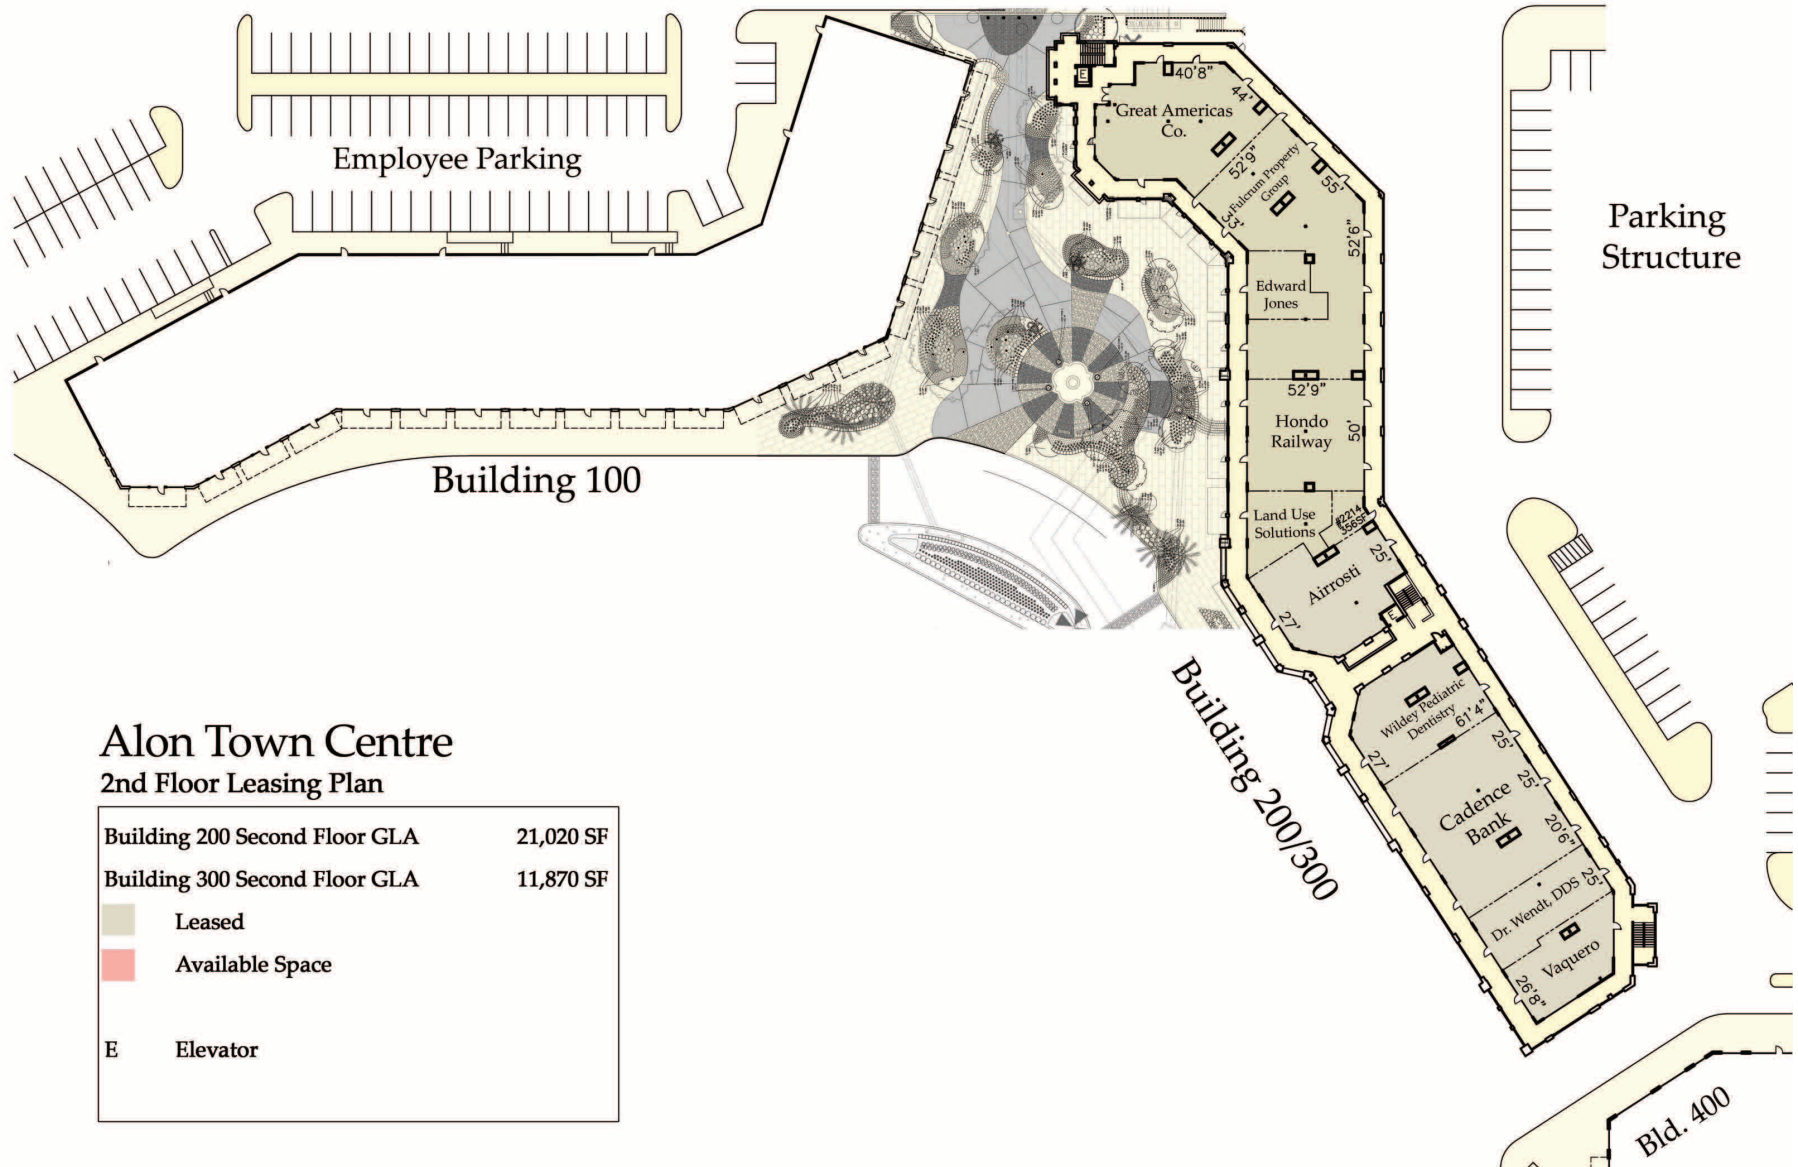 Employee Parking
Building 100
E
40'8"
Great Americas
Co.
44'
52'9"
Fulcrum Property
Group
55'
33'
52'6"
Edward
Jones
52'9"
Hondo
Railway
50'
Land Use
Solutions
#2214
356SF
25'
Airrosti
27'
E
Wildey Pediatric
Dentistry
61'4"
27'
25'
25'
Cadence
Bank
20'6"
25'
Dr. Wendt, DDS
Vaquero
26'8"
Building 200/300
Parking
Structure
Bld. 400
Alon Town Centre
2nd Floor Leasing Plan
Building 200 Second Floor GLA 21,020 SF
Building 300 Second Floor GLA 11,870 SF
Leased
Available Space
E Elevator